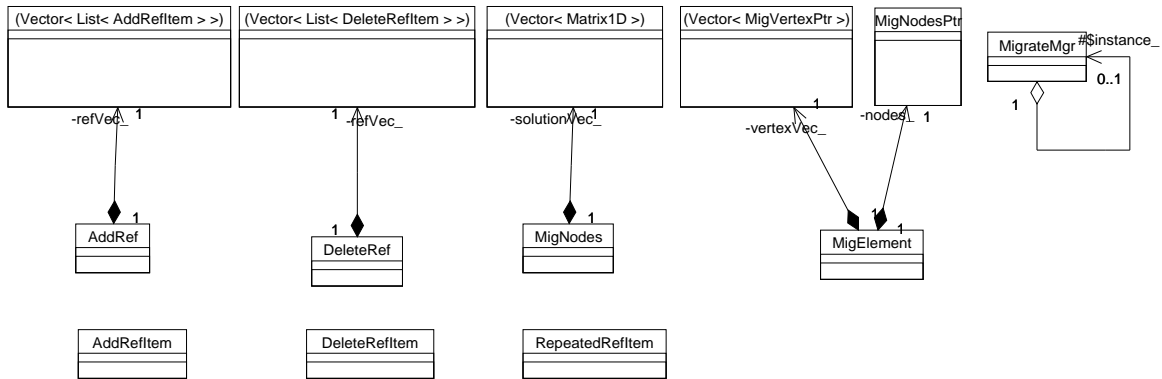 (Vector< List< AddRefItem > >)
(Vector< List< DeleteRefItem > >)
(Vector< Matrix1D >)
(Vector< MigVertexPtr >)
MigNodesPtr
MigrateMgr
#$instance_
0..1
1
-refVec_
1
-refVec_
1
-solutionVec_
1
-vertexVec_
1
-nodes_
1
1
1
1
1
1
AddRef
DeleteRef
MigNodes
MigElement
AddRefItem
DeleteRefItem
RepeatedRefItem